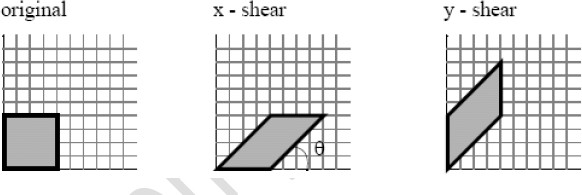 original x - shear y - shear
θ